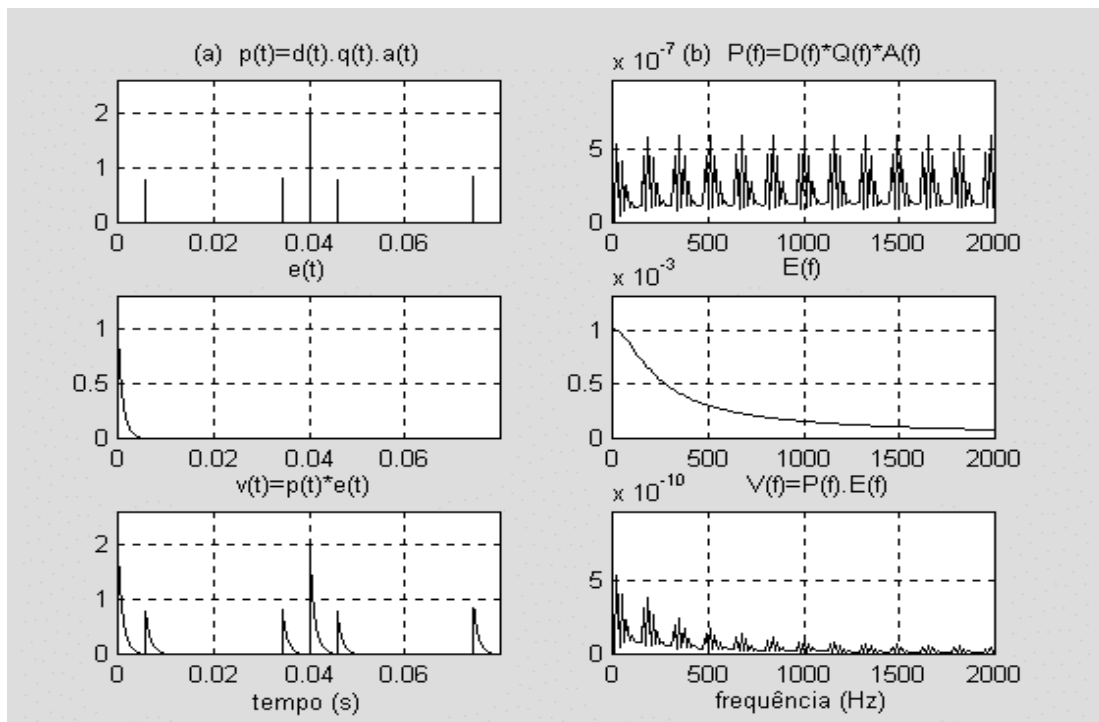 (a) p(t)=d(t).q(t).a(t)
2
1
0
0 0.02 0.04 0.06
e(t)
1
0.5
0
0 0.02 0.04 0.06
v(t)=p(t)*e(t)
2
1
0
0 0.02 0.04 0.06
tempo (s)
x 10^-7 (b) P(f)=D(f)*Q(f)*A(f)
5
0
0 500 1000 1500 2000
x 10^-3 E(f)
1
0.5
0
0 500 1000 1500 2000
x 10^-10 V(f)=P(f).E(f)
5
0
0 500 1000 1500 2000
frequência (Hz)